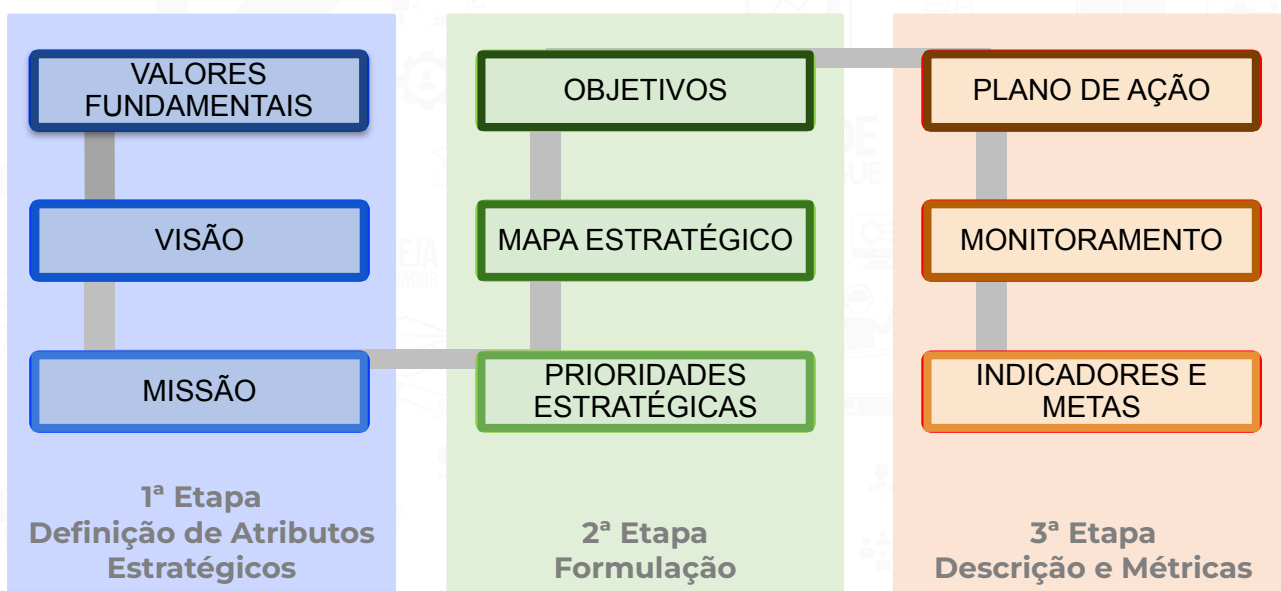 VALORES
FUNDAMENTAIS
VISÃO
MISSÃO
1ª Etapa
Definição de Atributos
Estratégicos
OBJETIVOS
MAPA ESTRATÉGICO
PRIORIDADES
ESTRATÉGICAS
2ª Etapa
Formulação
PLANO DE AÇÃO
MONITORAMENTO
INDICADORES E
METAS
3ª Etapa
Descrição e Métricas